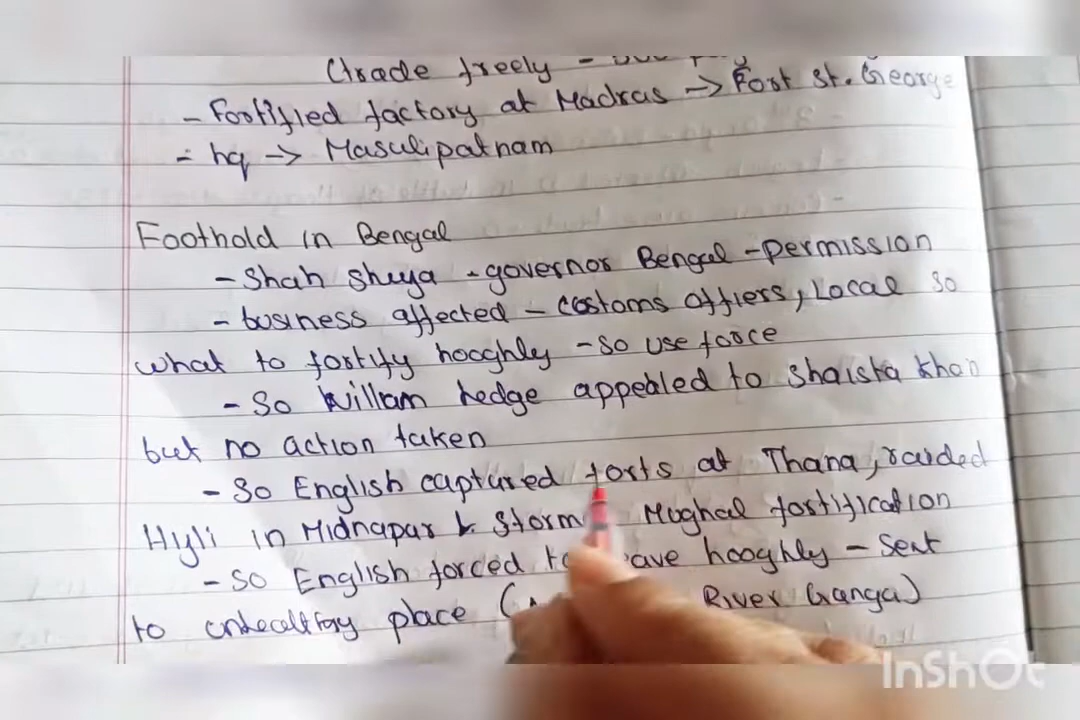 trade freely -
- Fortified factory at Madras -> Fort St. George
- hq -> Masulipatnam
Foothold in Bengal
- Shah Shuja - governor Bengal - permission
- business affected - customs offiers, Local So
what to fortify hooghly - so use force
- So William hedge appealed to Shaista khan
but no action taken
- So English captured forts at Thana, raided
Hijli in Midnapar & storm Mughal fortification
- So English forced to leave hooghly - Sent
to unhealthy place ( River Ganga)
InShOt